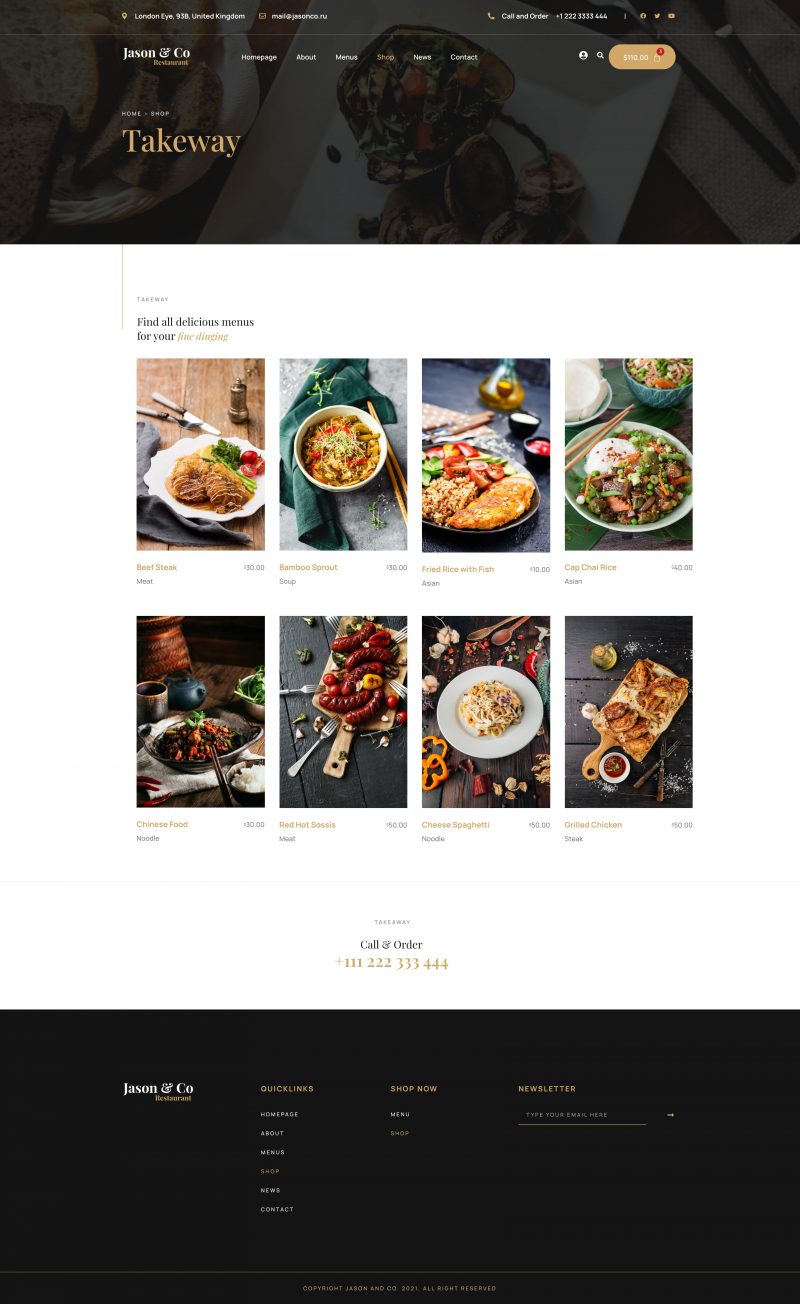 London Eye, 93B, United Kingdom mail@jasonco.ru Call and Order +1 222 3333 444
Jason & Co
Restaurant
Homepage About Menus Shop News Contact $110.00 3
HOME > SHOP
Takeway
TAKEWAY
Find all delicious menus
for your fine dinging
Beef Steak $30.00
Meat
Bamboo Sprout $30.00
Soup
Fried Rice with Fish $10.00
Asian
Cap Chai Rice $40.00
Asian
Chinese Food $30.00
Noodle
Red Hot Sossis $50.00
Meat
Cheese Spaghetti $50.00
Noodle
Grilled Chicken $50.00
Steak
TAKEAWAY
Call & Order
+111 222 333 444
Jason & Co
Restaurant
QUICKLINKS
HOMEPAGE
ABOUT
MENUS
SHOP
NEWS
CONTACT
SHOP NOW
MENU
SHOP
NEWSLETTER
TYPE YOUR EMAIL HERE
COPYRIGHT JASON AND CO. 2021. ALL RIGHT RESERVED